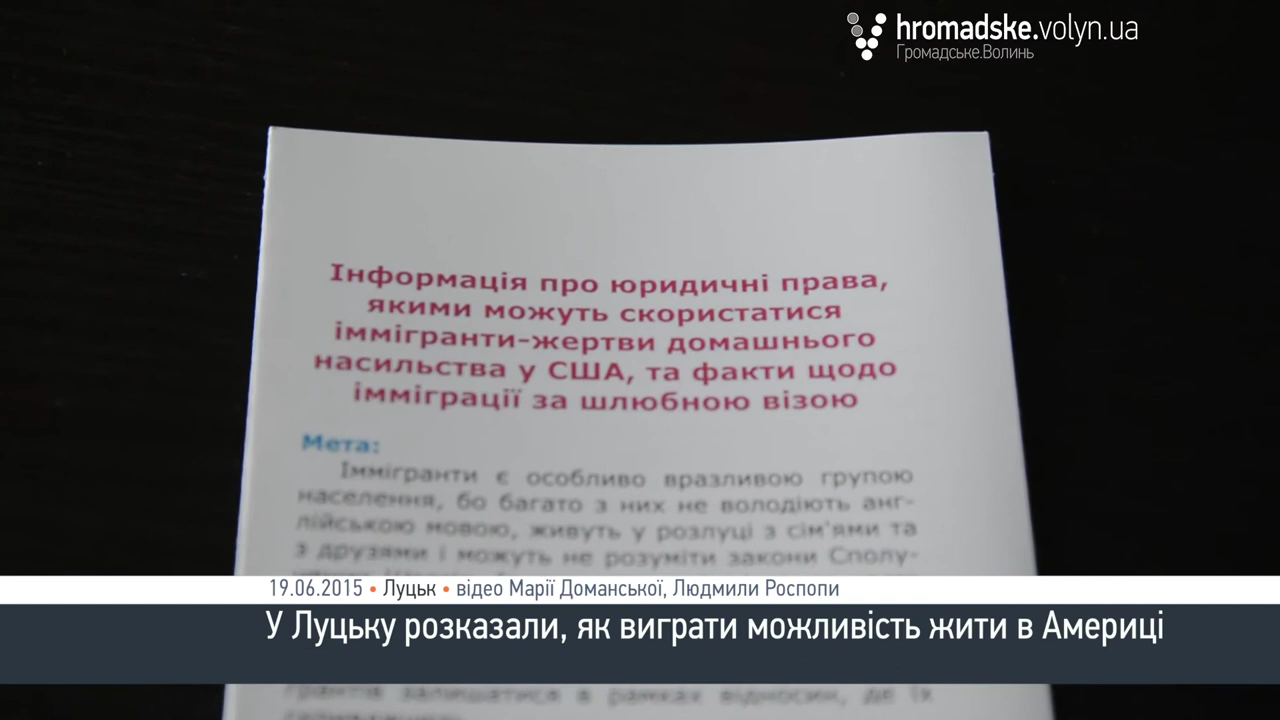 hromadske.volyn.ua
Громадське.Волинь
Інформація про юридичні права,
якими можуть скористатися
іммігранти-жертви домашнього
насильства у США, та факти щодо
імміграції за шлюбною візою
Мета:
Іммігранти є особливо вразливою групою
населення, бо багато з них не володіють анг-
лійською мовою, живуть у розлуці з сім'ями та
з друзями і можуть не розуміти закони Сполу-
19.06.2015 • Луцьк • відео Марії Доманської, Людмили Роспопи
У Луцьку розказали, як виграти можливість жити в Америці
залишатися в рамках відносин, де їх